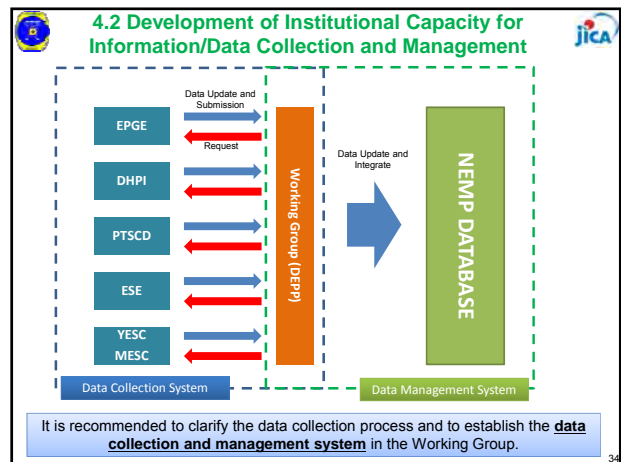 4.2 Development of Institutional Capacity for
Information/Data Collection and Management
jICA
Data Update and
Submission
EPGE
Request
DHPI
PTSCD
ESE
YESC
MESC
Working Group (DEPP)
Data Update and
Integrate
NEMP DATABASE
Data Collection System
Data Management System
It is recommended to clarify the data collection process and to establish the data
collection and management system in the Working Group.
34